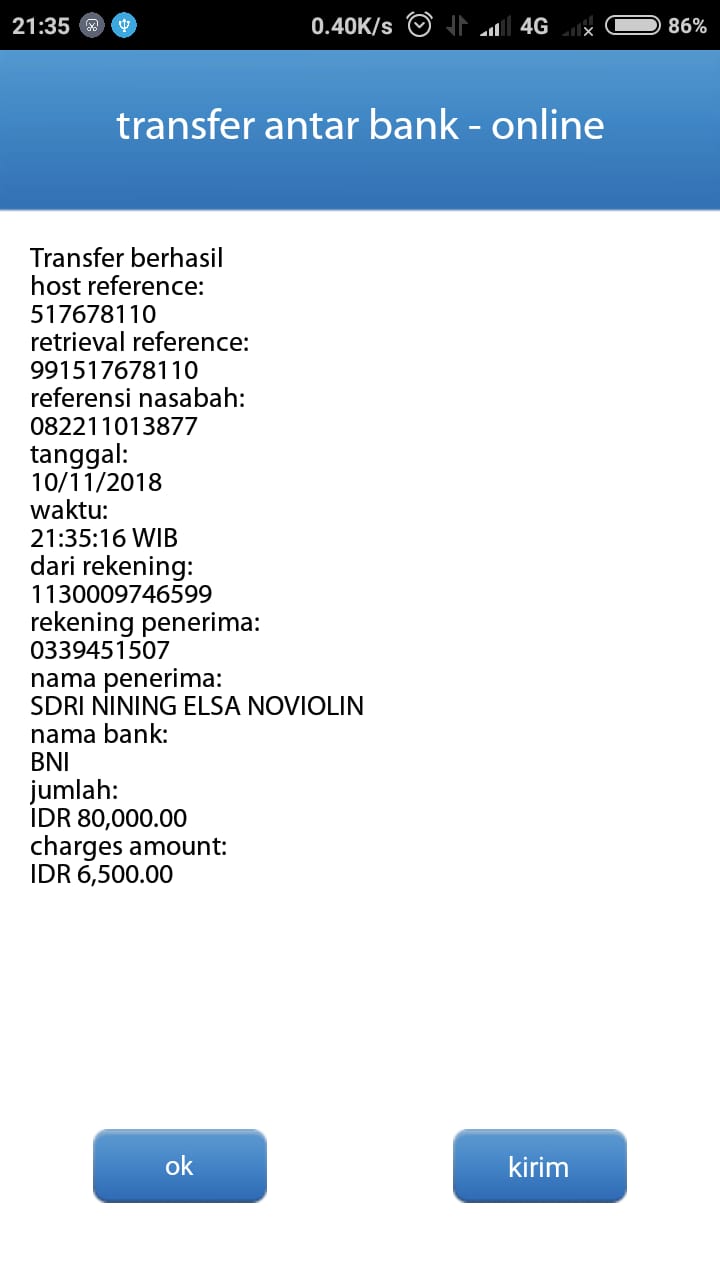 21:35 0.40K/s 4G 86%
transfer antar bank - online
Transfer berhasil
host reference:
517678110
retrieval reference:
991517678110
referensi nasabah:
082211013877
tanggal:
10/11/2018
waktu:
21:35:16 WIB
dari rekening:
1130009746599
rekening penerima:
0339451507
nama penerima:
SDRI NINING ELSA NOVIOLIN
nama bank:
BNI
jumlah:
IDR 80,000.00
charges amount:
IDR 6,500.00
ok
kirim